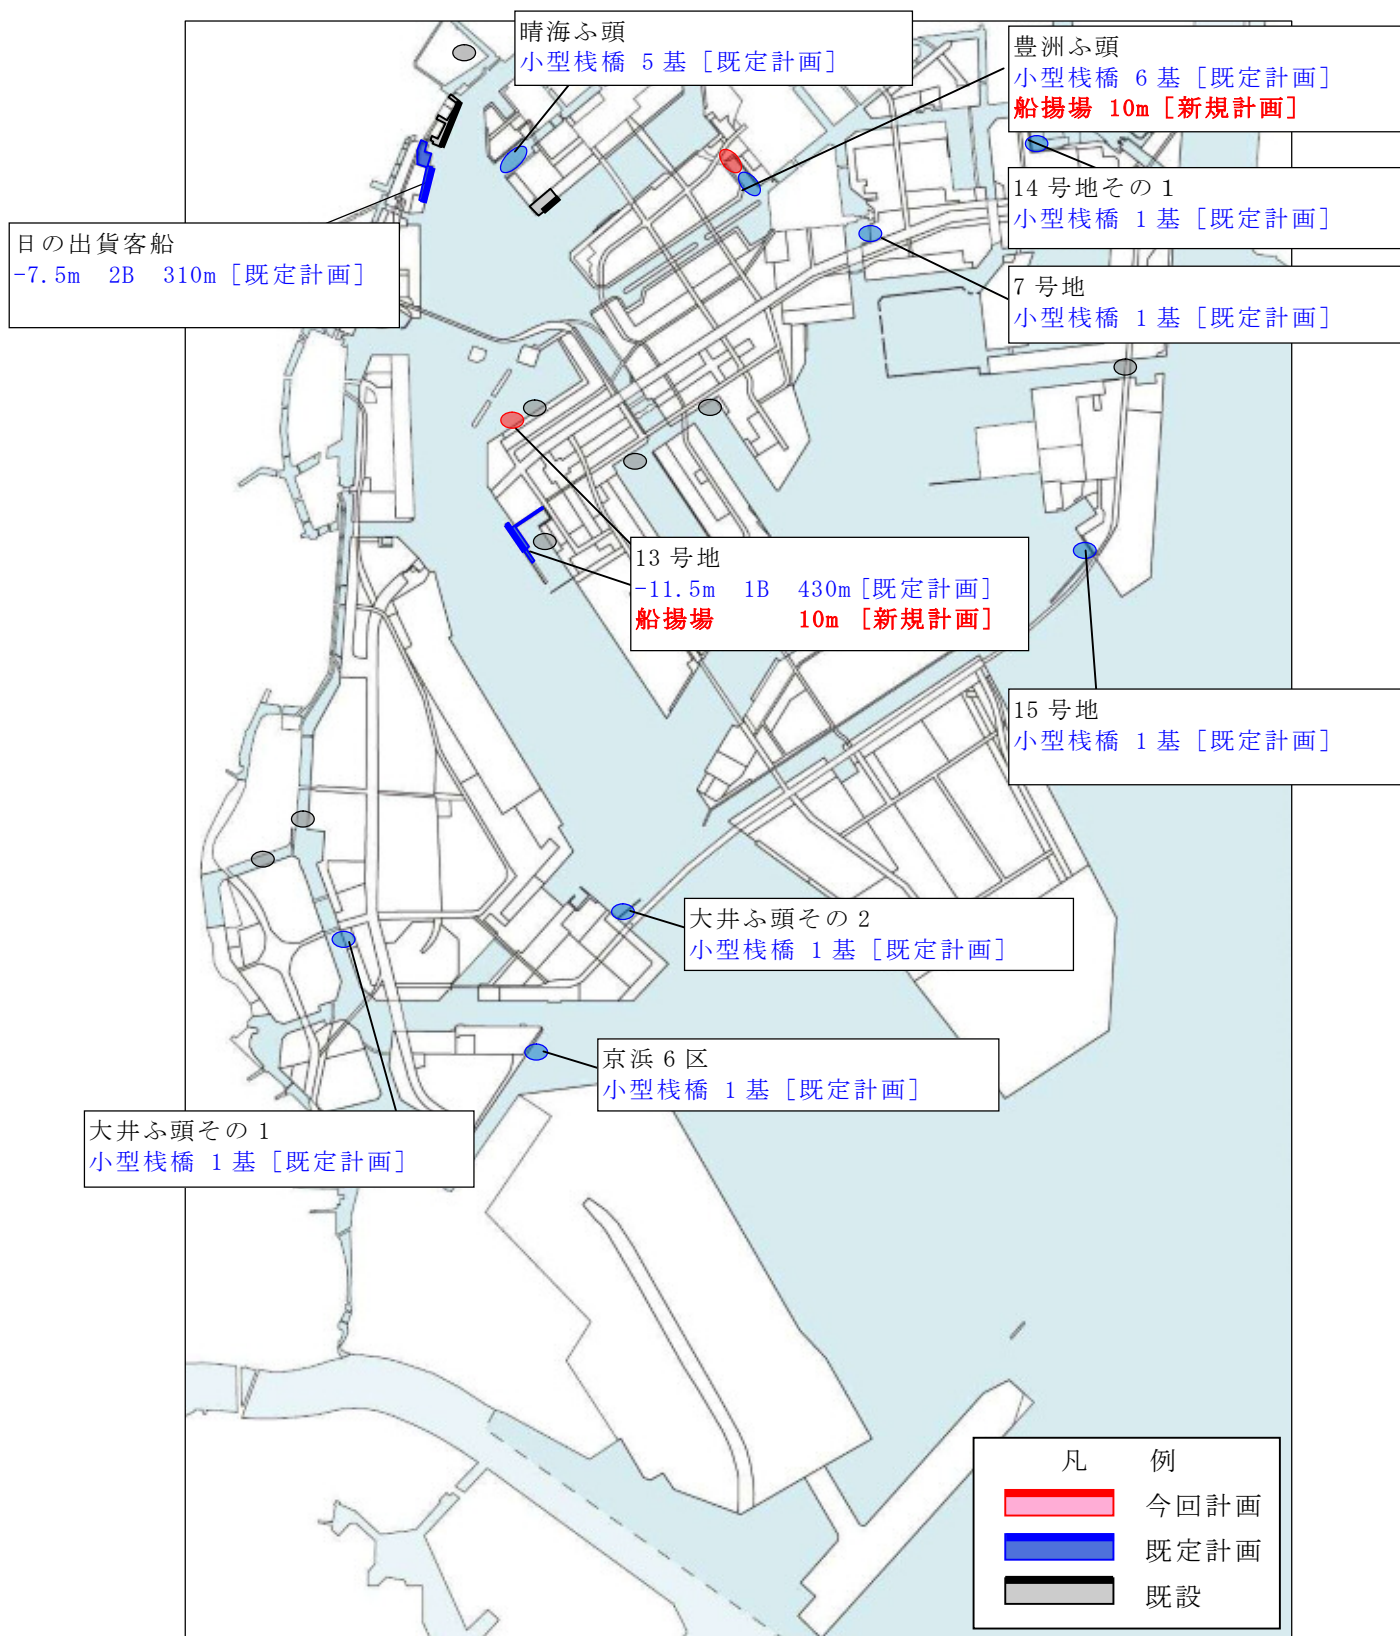 晴海ふ頭
小型桟橋 5基［既定計画］
豊洲ふ頭
小型桟橋 6基［既定計画］
船揚場 10m［新規計画］
14号地その1
小型桟橋 1基［既定計画］
日の出貨客船
-7.5m 2B 310m［既定計画］
7号地
小型桟橋 1基［既定計画］
13号地
-11.5m 1B 430m［既定計画］
船揚場 10m ［新規計画］
15号地
小型桟橋 1基［既定計画］
大井ふ頭その2
小型桟橋 1基［既定計画］
京浜6区
小型桟橋 1基［既定計画］
大井ふ頭その1
小型桟橋 1基［既定計画］
凡 例
今回計画
既定計画
既設